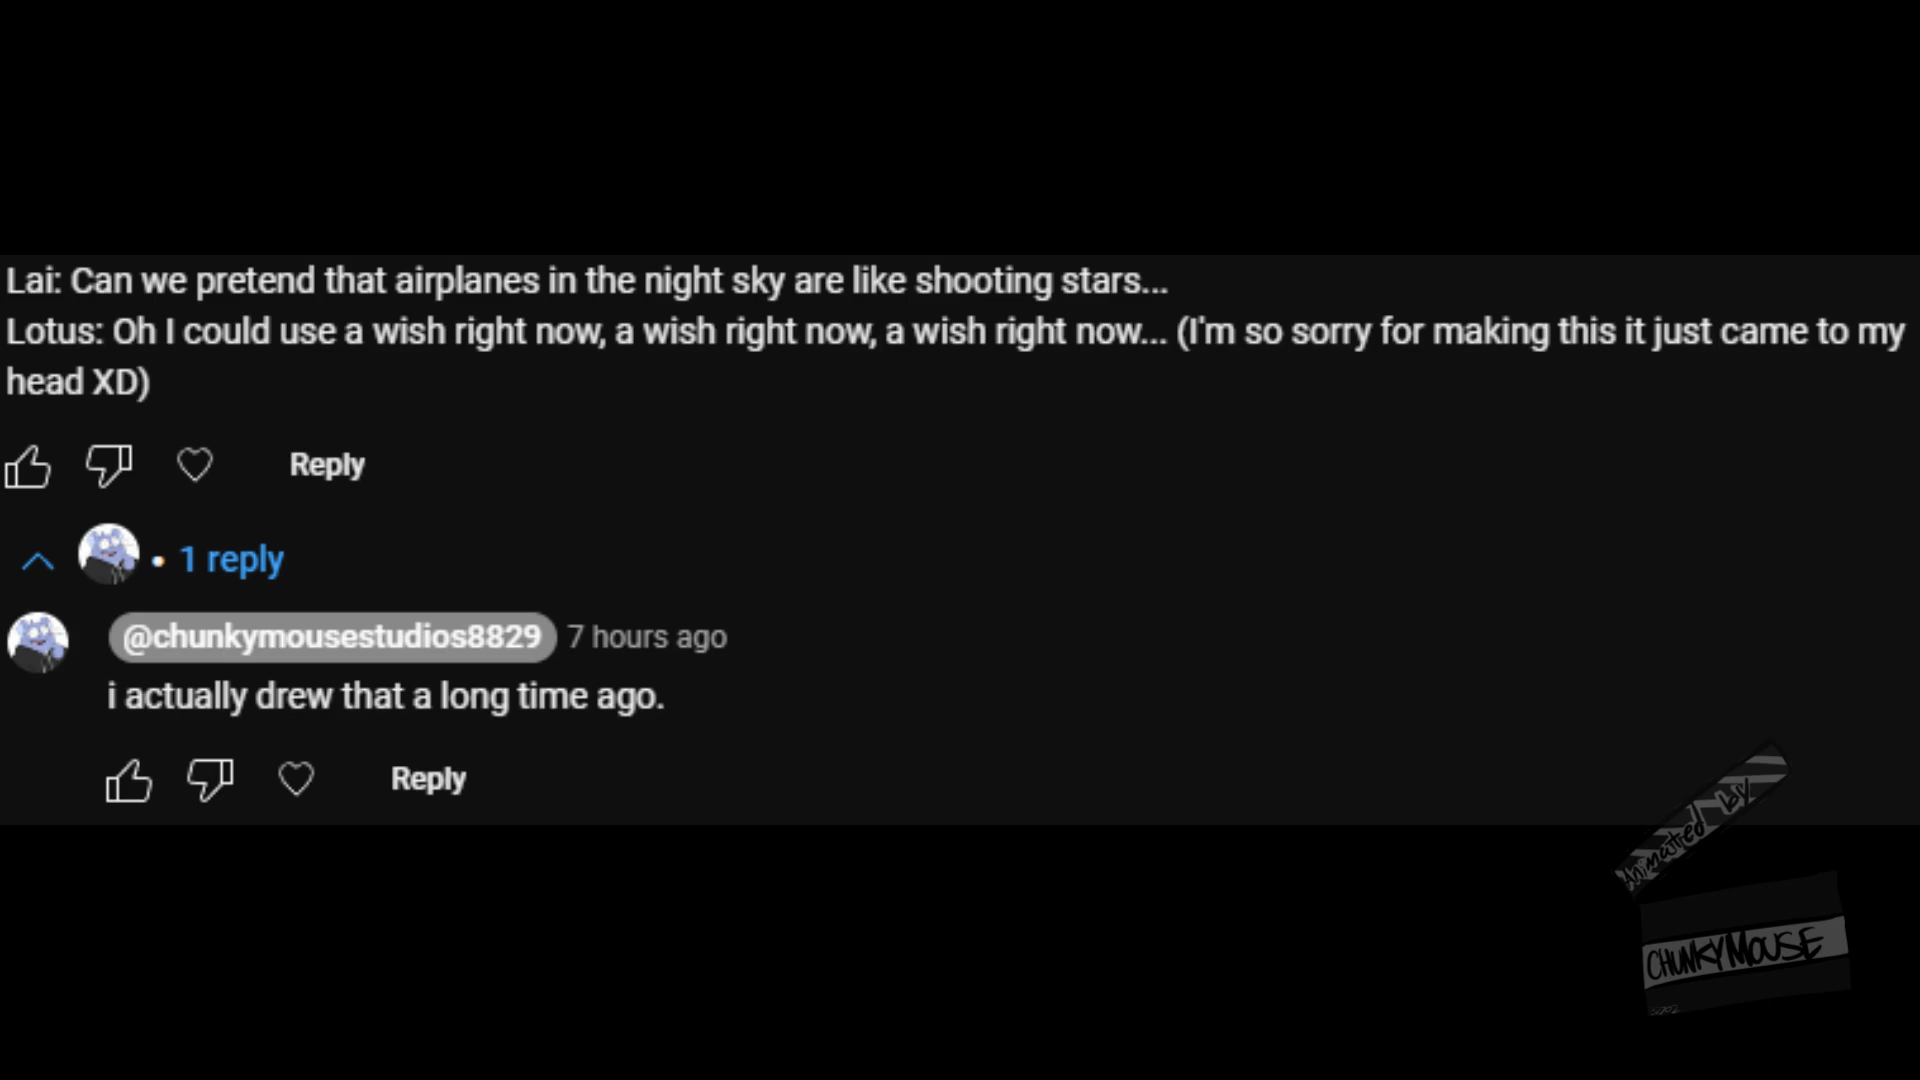 Lai: Can we pretend that airplanes in the night sky are like shooting stars...
Lotus: Oh I could use a wish right now, a wish right now, a wish right now... (I'm so sorry for making this it just came to my
head XD)
Reply
1 reply
@chunkymousestudios8829 7 hours ago
i actually drew that a long time ago.
Reply
Animated by
CHUNKYMOUSE